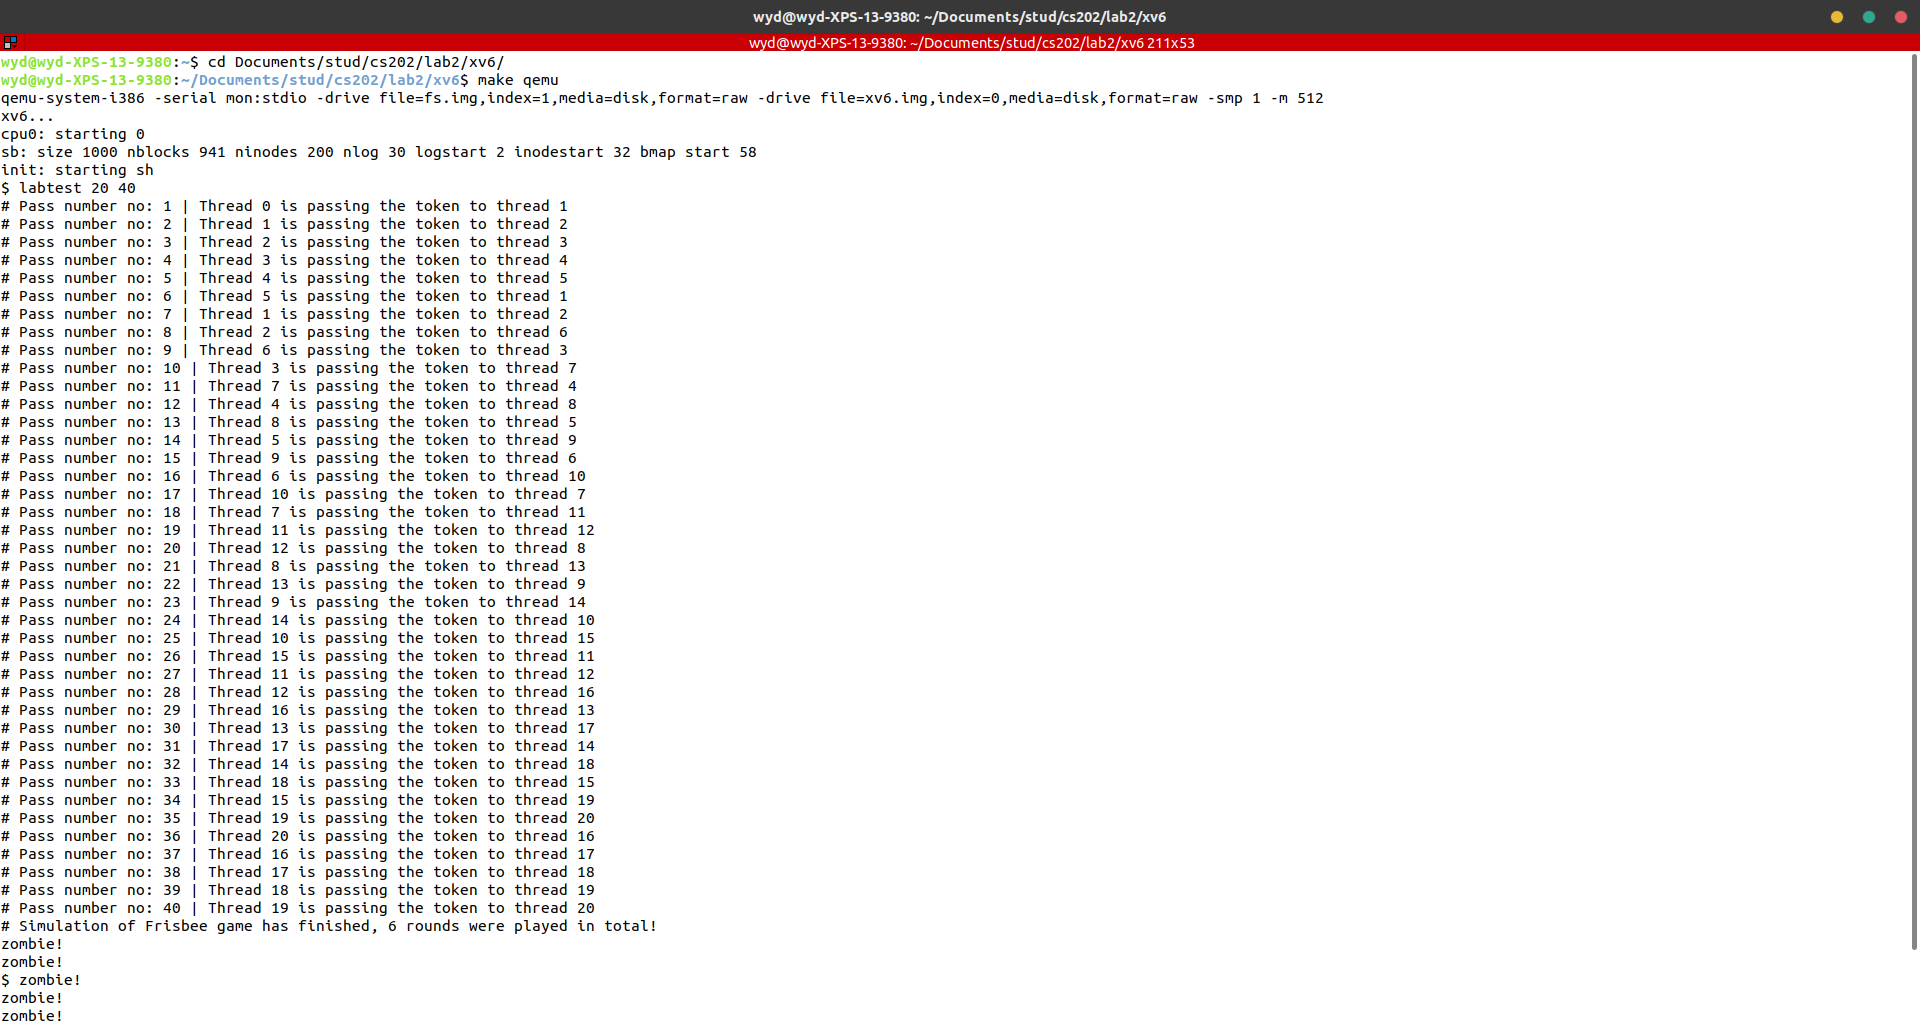 wyd@wyd-XPS-13-9380: ~/Documents/stud/cs202/lab2/xv6
wyd@wyd-XPS-13-9380: ~/Documents/stud/cs202/lab2/xv6 211x53
wyd@wyd-XPS-13-9380:~$ cd Documents/stud/cs202/lab2/xv6/
wyd@wyd-XPS-13-9380:~/Documents/stud/cs202/lab2/xv6$ make qemu
qemu-system-i386 -serial mon:stdio -drive file=fs.img,index=1,media=disk,format=raw -drive file=xv6.img,index=0,media=disk,format=raw -smp 1 -m 512
xv6...
cpu0: starting 0
sb: size 1000 nblocks 941 ninodes 200 nlog 30 logstart 2 inodestart 32 bmap start 58
init: starting sh
$ labtest 20 40
# Pass number no: 1 | Thread 0 is passing the token to thread 1
# Pass number no: 2 | Thread 1 is passing the token to thread 2
# Pass number no: 3 | Thread 2 is passing the token to thread 3
# Pass number no: 4 | Thread 3 is passing the token to thread 4
# Pass number no: 5 | Thread 4 is passing the token to thread 5
# Pass number no: 6 | Thread 5 is passing the token to thread 1
# Pass number no: 7 | Thread 1 is passing the token to thread 2
# Pass number no: 8 | Thread 2 is passing the token to thread 6
# Pass number no: 9 | Thread 6 is passing the token to thread 3
# Pass number no: 10 | Thread 3 is passing the token to thread 7
# Pass number no: 11 | Thread 7 is passing the token to thread 4
# Pass number no: 12 | Thread 4 is passing the token to thread 8
# Pass number no: 13 | Thread 8 is passing the token to thread 5
# Pass number no: 14 | Thread 5 is passing the token to thread 9
# Pass number no: 15 | Thread 9 is passing the token to thread 6
# Pass number no: 16 | Thread 6 is passing the token to thread 10
# Pass number no: 17 | Thread 10 is passing the token to thread 7
# Pass number no: 18 | Thread 7 is passing the token to thread 11
# Pass number no: 19 | Thread 11 is passing the token to thread 12
# Pass number no: 20 | Thread 12 is passing the token to thread 8
# Pass number no: 21 | Thread 8 is passing the token to thread 13
# Pass number no: 22 | Thread 13 is passing the token to thread 9
# Pass number no: 23 | Thread 9 is passing the token to thread 14
# Pass number no: 24 | Thread 14 is passing the token to thread 10
# Pass number no: 25 | Thread 10 is passing the token to thread 15
# Pass number no: 26 | Thread 15 is passing the token to thread 11
# Pass number no: 27 | Thread 11 is passing the token to thread 12
# Pass number no: 28 | Thread 12 is passing the token to thread 16
# Pass number no: 29 | Thread 16 is passing the token to thread 13
# Pass number no: 30 | Thread 13 is passing the token to thread 17
# Pass number no: 31 | Thread 17 is passing the token to thread 14
# Pass number no: 32 | Thread 14 is passing the token to thread 18
# Pass number no: 33 | Thread 18 is passing the token to thread 15
# Pass number no: 34 | Thread 15 is passing the token to thread 19
# Pass number no: 35 | Thread 19 is passing the token to thread 20
# Pass number no: 36 | Thread 20 is passing the token to thread 16
# Pass number no: 37 | Thread 16 is passing the token to thread 17
# Pass number no: 38 | Thread 17 is passing the token to thread 18
# Pass number no: 39 | Thread 18 is passing the token to thread 19
# Pass number no: 40 | Thread 19 is passing the token to thread 20
# Simulation of Frisbee game has finished, 6 rounds were played in total!
zombie!
zombie!
$ zombie!
zombie!
zombie!